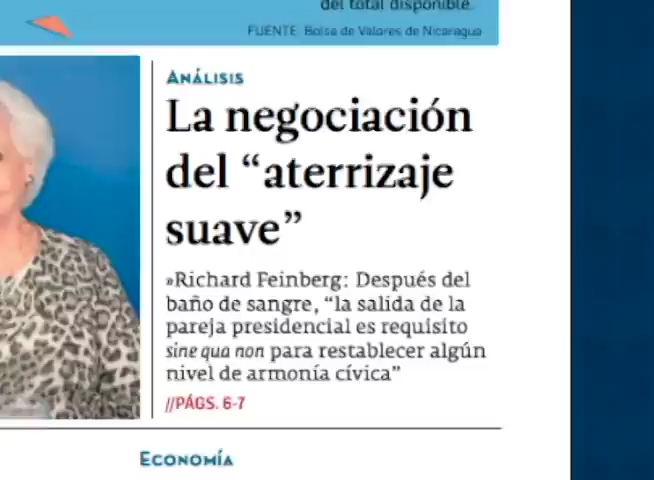 del total disponible.
FUENTE: Bolsa de Valores de Nicaragua
ANÁLISIS
La negociación
del “aterrizaje
suave”
»Richard Feinberg: Después del
baño de sangre, “la salida de la
pareja presidencial es requisito
sine qua non para restablecer algún
nivel de armonía cívica”
//PÁGS. 6-7
ECONOMÍA